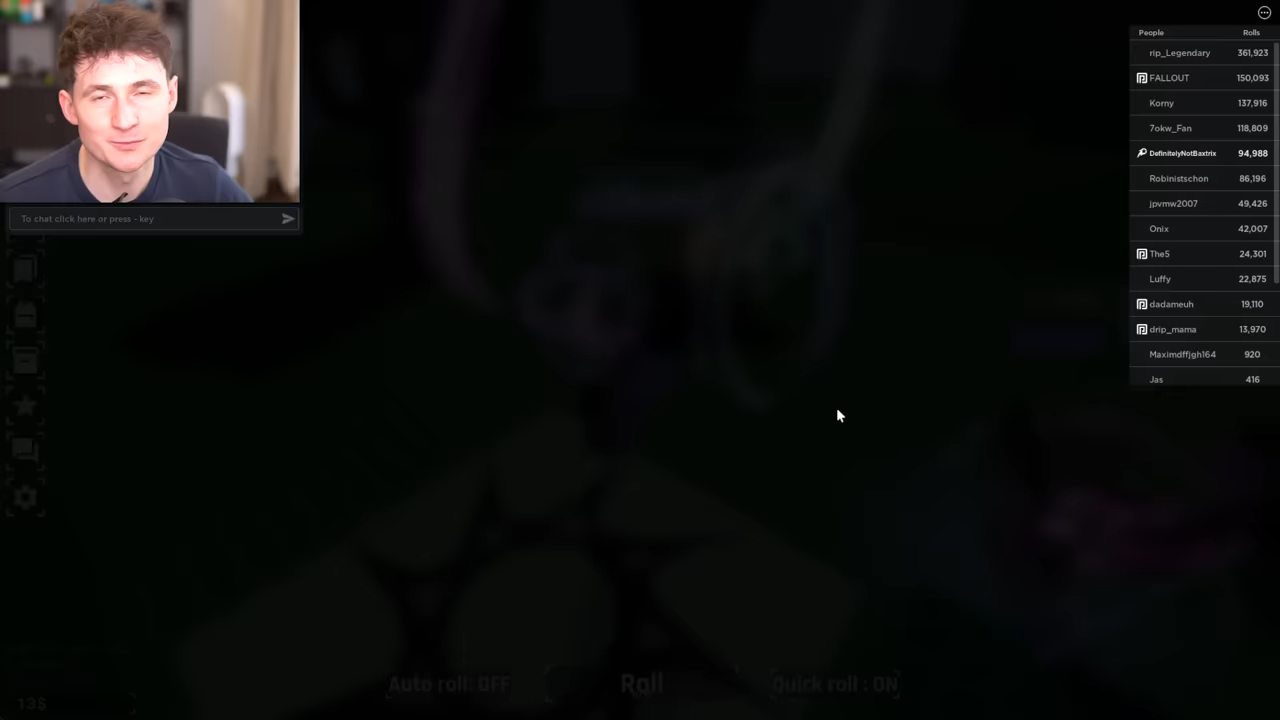 To chat click here or press - key
People Rolls
rip_Legendary 361,923
FALLOUT 150,093
Korny 137,916
7okw_Fan 118,809
DefinitelyNotBaxtrix 94,988
Robinistschon 86,196
jpvmw2007 49,426
Onix 42,007
The5 24,301
Luffy 22,875
dadameuh 19,110
drip_mama 13,970
Maximdffjgh164 920
Jas 416
Auto roll: OFF Roll Quick roll : ON
13$